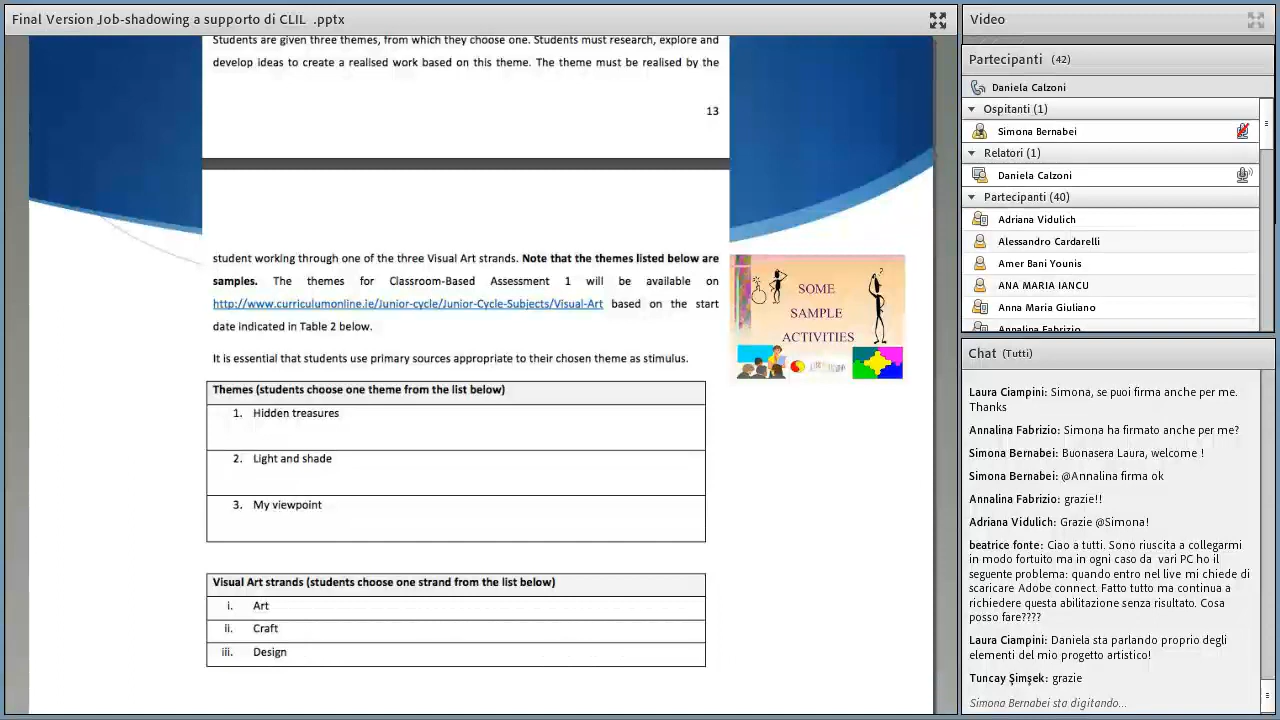 Final Version Job-shadowing a supporto di CLIL .pptx
Students are given three themes, from which they choose one. Students must research, explore and
develop ideas to create a realised work based on this theme. The theme must be realised by the
13
student working through one of the three Visual Art strands. Note that the themes listed below are
samples. The themes for Classroom-Based Assessment 1 will be available on
http://www.curriculumonline.ie/Junior-cycle/Junior-Cycle-Subjects/Visual-Art based on the start
date indicated in Table 2 below.
It is essential that students use primary sources appropriate to their chosen theme as stimulus.
Themes (students choose one theme from the list below)
1. Hidden treasures
2. Light and shade
3. My viewpoint
Visual Art strands (students choose one strand from the list below)
i. Art
ii. Craft
iii. Design
SOME
SAMPLE
ACTIVITIES
Video
Partecipanti (42)
Daniela Calzoni
Ospitanti (1)
Simona Bernabei
Relatori (1)
Daniela Calzoni
Partecipanti (40)
Adriana Vidulich
Alessandro Cardarelli
Amer Bani Younis
ANA MARIA IANCU
Anna Maria Giuliano
Annalina Fabrizio
Chat (Tutti)
Laura Ciampini: Simona, se puoi firma anche per me.
Thanks
Annalina Fabrizio: Simona ha firmato anche per me?
Simona Bernabei: Buonasera Laura, welcome !
Simona Bernabei: @Annalina firma ok
Annalina Fabrizio: grazie!!
Adriana Vidulich: Grazie @Simona!
beatrice fonte: Ciao a tutti. Sono riuscita a collegarmi
in modo fortuito ma in ogni caso da vari PC ho il
seguente problema: quando entro nel live mi chiede di
scaricare Adobe connect. Fatto tutto ma continua a
richiedere questa abilitazione senza risultato. Cosa
posso fare????
Laura Ciampini: Daniela sta parlando proprio degli
elementi del mio progetto artistico!
Tuncay Şimşek: grazie
Simona Bernabei sta digitando...